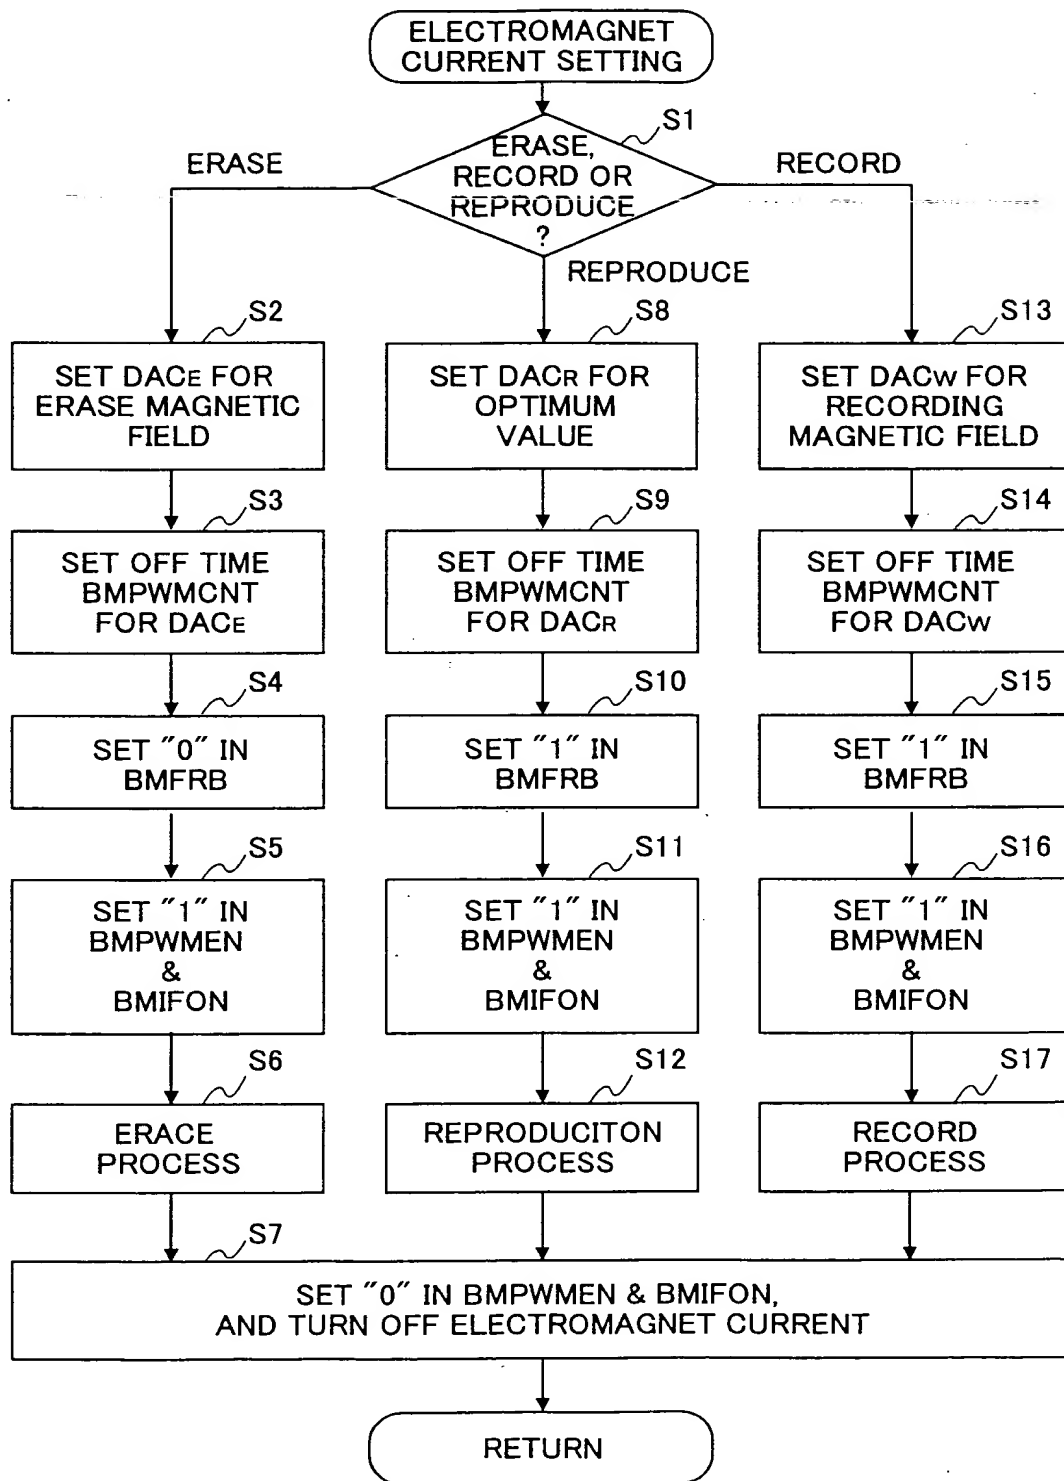 ELECTROMAGNET
CURRENT SETTING
S1
ERASE,
RECORD OR
REPRODUCE
?
ERASE
RECORD
REPRODUCE
S2
SET DACE FOR
ERASE MAGNETIC
FIELD
S3
SET OFF TIME
BMPWMCNT
FOR DACE
S4
SET "0" IN
BMFRB
S5
SET "1" IN
BMPWMEN
&
BMIFON
S6
ERACE
PROCESS
S8
SET DACR FOR
OPTIMUM
VALUE
S9
SET OFF TIME
BMPWMCNT
FOR DACR
S10
SET "1" IN
BMFRB
S11
SET "1" IN
BMPWMEN
&
BMIFON
S12
REPRODUCITON
PROCESS
S13
SET DACW FOR
RECORDING
MAGNETIC FIELD
S14
SET OFF TIME
BMPWMCNT
FOR DACW
S15
SET "1" IN
BMFRB
S16
SET "1" IN
BMPWMEN
&
BMIFON
S17
RECORD
PROCESS
S7
SET "0" IN BMPWMEN & BMIFON,
AND TURN OFF ELECTROMAGNET CURRENT
RETURN